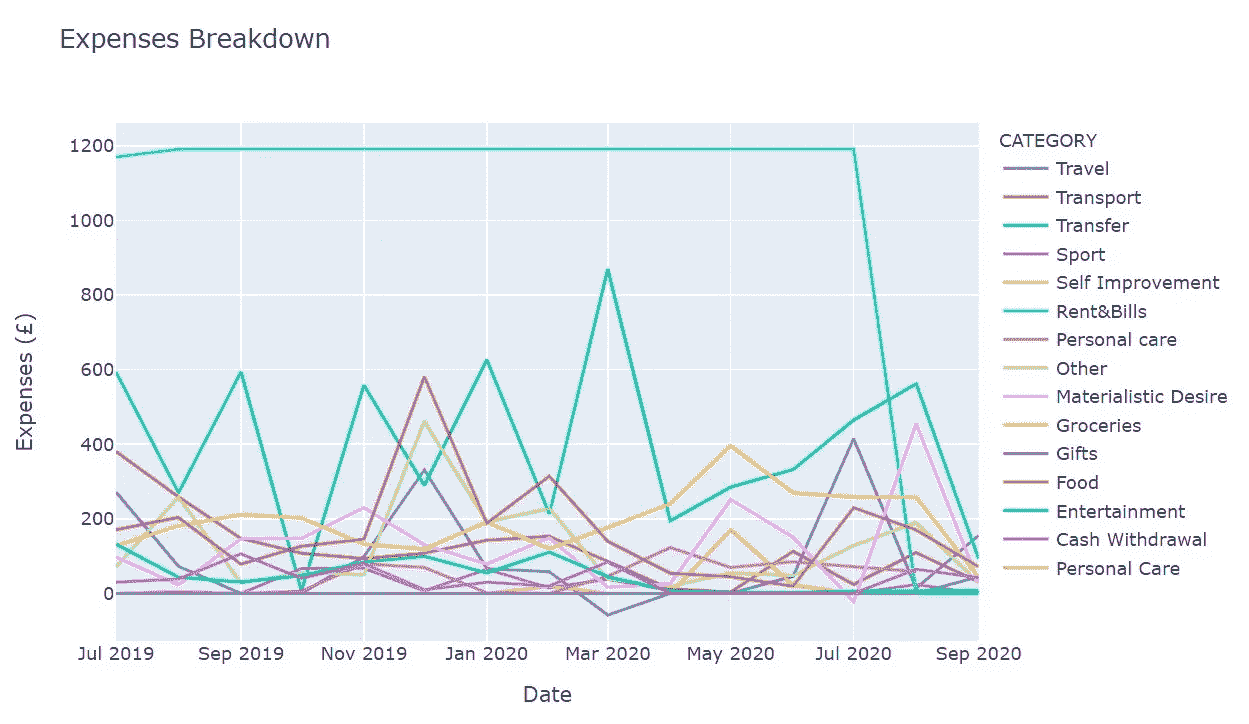 Expenses Breakdown
1200
1000
800
600
400
200
0
Expenses (£)
Jul 2019 Sep 2019 Nov 2019 Jan 2020 Mar 2020 May 2020 Jul 2020 Sep 2020
Date
CATEGORY
Travel
Transport
Transfer
Sport
Self Improvement
Rent&Bills
Personal care
Other
Materialistic Desire
Groceries
Gifts
Food
Entertainment
Cash Withdrawal
Personal Care